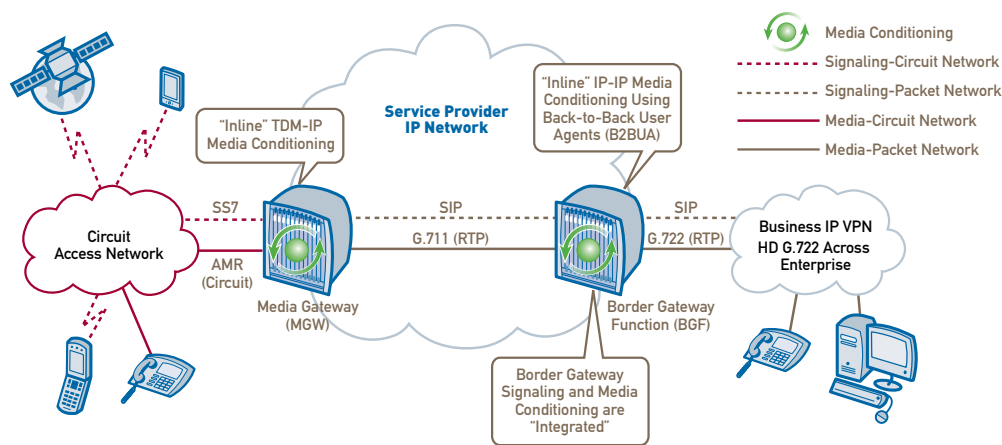 Media Conditioning
Signaling-Circuit Network
Signaling-Packet Network
Media-Circuit Network
Media-Packet Network
Service Provider
IP Network
"Inline" TDM-IP
Media Conditioning
"Inline" IP-IP Media
Conditioning Using
Back-to-Back User
Agents (B2BUA)
Circuit
Access Network
SS7
AMR
(Circuit)
Media Gateway
(MGW)
SIP
G.711 (RTP)
Border Gateway
Function (BGF)
SIP
G.722 (RTP)
Business IP VPN
HD G.722 Across
Enterprise
Border Gateway
Signaling and Media
Conditioning are
"Integrated"